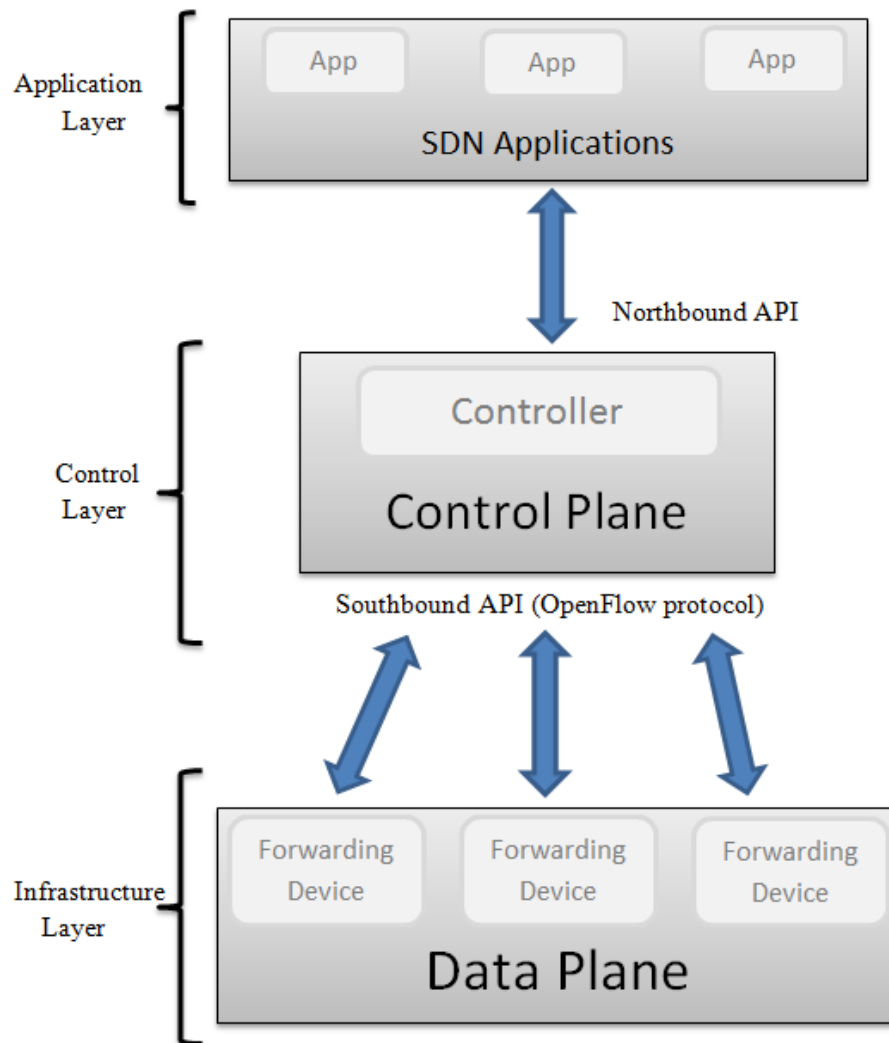 App
App
App
Application
Layer
SDN Applications
Northbound API
Controller
Control
Layer
Control Plane
Southbound API (OpenFlow protocol)
Forwarding
Device
Forwarding
Device
Forwarding
Device
Infrastructure
Layer
Data Plane